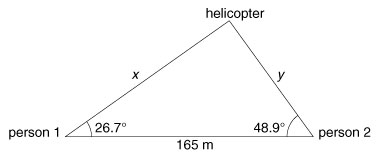 helicopter
x
y
person 1
26.7°
48.9°
person 2
165 m